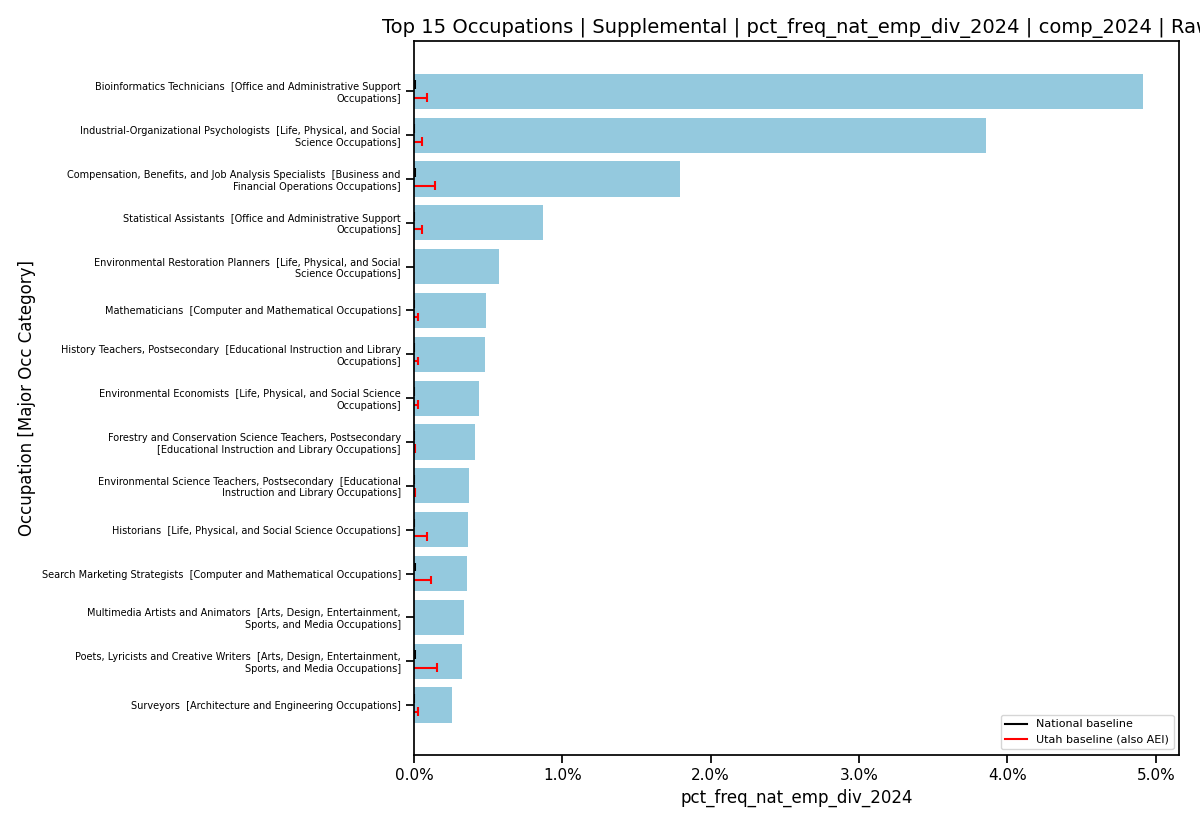 Top 15 Occupations | Supplemental | pct_freq_nat_emp_div_2024 | comp_2024 | Raw
Occupation [Major Occ Category]
Bioinformatics Technicians  [Office and Administrative Support
Occupations]
Industrial-Organizational Psychologists  [Life, Physical, and Social
Science Occupations]
Compensation, Benefits, and Job Analysis Specialists  [Business and
Financial Operations Occupations]
Statistical Assistants  [Office and Administrative Support
Occupations]
Environmental Restoration Planners  [Life, Physical, and Social
Science Occupations]
Mathematicians  [Computer and Mathematical Occupations]
History Teachers, Postsecondary  [Educational Instruction and Library
Occupations]
Environmental Economists  [Life, Physical, and Social Science
Occupations]
Forestry and Conservation Science Teachers, Postsecondary
[Educational Instruction and Library Occupations]
Environmental Science Teachers, Postsecondary  [Educational
Instruction and Library Occupations]
Historians  [Life, Physical, and Social Science Occupations]
Search Marketing Strategists  [Computer and Mathematical Occupations]
Multimedia Artists and Animators  [Arts, Design, Entertainment,
Sports, and Media Occupations]
Poets, Lyricists and Creative Writers  [Arts, Design, Entertainment,
Sports, and Media Occupations]
Surveyors  [Architecture and Engineering Occupations]
National baseline
Utah baseline (also AEI)
0.0% 1.0% 2.0% 3.0% 4.0% 5.0%
pct_freq_nat_emp_div_2024